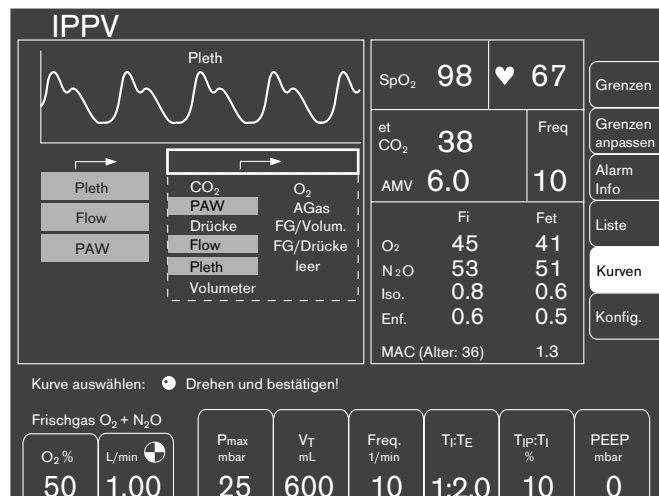 IPPV
Pleth
Pleth
Flow
PAW
CO₂ O₂
PAW AGas
Drücke FG/Volum.
Flow FG/Drücke
Pleth leer
Volumeter
SpO₂ 98 ♥ 67
et CO₂ 38 Freq
AMV 6.0 10
Fi Fet
O₂ 45 41
N₂O 53 51
Iso. 0.8 0.6
Enf. 0.6 0.5
MAC (Alter: 36) 1.3
Grenzen
Grenzen
anpassen
Alarm
Info
Liste
Kurven
Konfig.
Kurve auswählen: Drehen und bestätigen!
Frischgas O₂ + N₂O
O₂ % L/min
50 1.00
Pmax VT Freq. TI:TE TIP:TI PEEP
mbar mL 1/min % mbar
25 600 10 1:2.0 10 0